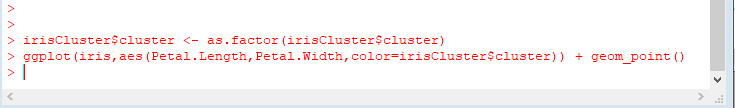 >
>
> irisCluster$cluster <- as.factor(irisCluster$cluster)
> ggplot(iris,aes(Petal.Length,Petal.Width,color=irisCluster$cluster)) + geom_point()
>